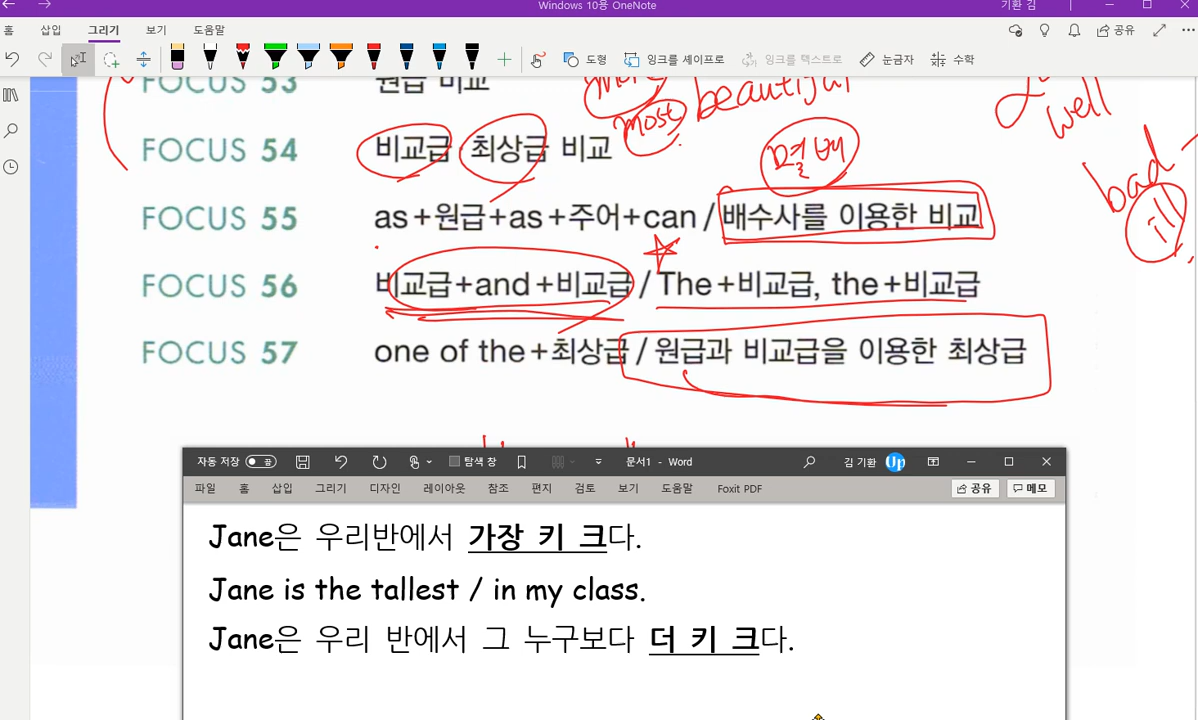 Windows 10용 OneNote
기환 김
홈 삽입 그리기 보기 도움말
공유
도형 잉크를 셰이프로 잉크를 텍스트로 눈금자 수학
FOCUS 53 원급 비교
more
most
beautiful
well
FOCUS 54 비교급 최상급 비교
몇 배
bad
ill
FOCUS 55 as+원급+as+주어+can / 배수사를 이용한 비교
FOCUS 56 비교급+and+비교급 / The+비교급, the+비교급
FOCUS 57 one of the+최상급 / 원급과 비교급을 이용한 최상급
자동 저장 끔 탐색 창 문서1 - Word 김 기환 Up
파일 홈 삽입 그리기 디자인 레이아웃 참조 편지 검토 보기 도움말 Foxit PDF 공유 메모
Jane은 우리반에서 가장 키 크다.
Jane is the tallest / in my class.
Jane은 우리 반에서 그 누구보다 더 키 크다.